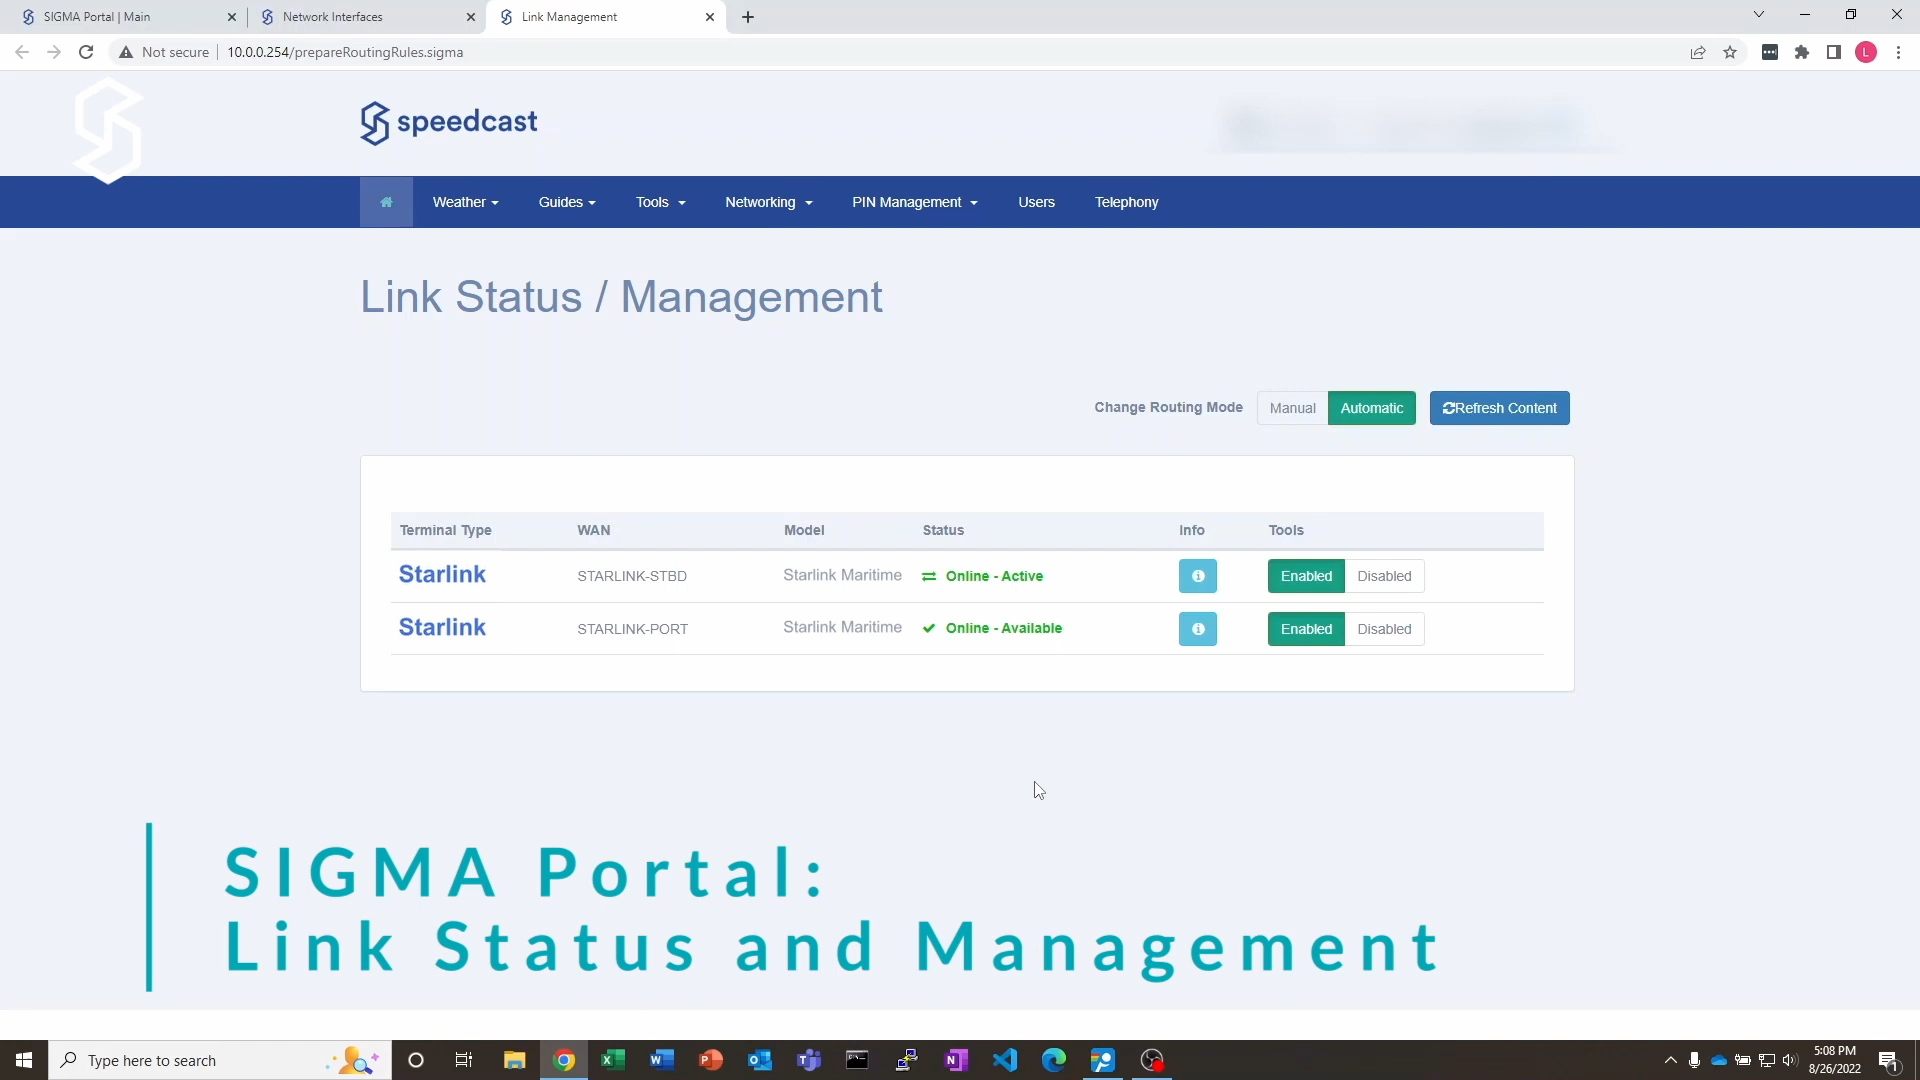 SIGMA Portal | Main
Network Interfaces
Link Management
Not secure
10.0.0.254/prepareRoutingRules.sigma
L
speedcast
Weather
Guides
Tools
Networking
PIN Management
Users
Telephony
Link Status / Management
Change Routing Mode
Manual
Automatic
Refresh Content
Terminal Type WAN Model Status Info Tools
Starlink STARLINK-STBD Starlink Maritime Online - Active Enabled Disabled
Starlink STARLINK-PORT Starlink Maritime Online - Available Enabled Disabled
SIGMA Portal:
Link Status and Management
Type here to search
5:08 PM
8/26/2022
1